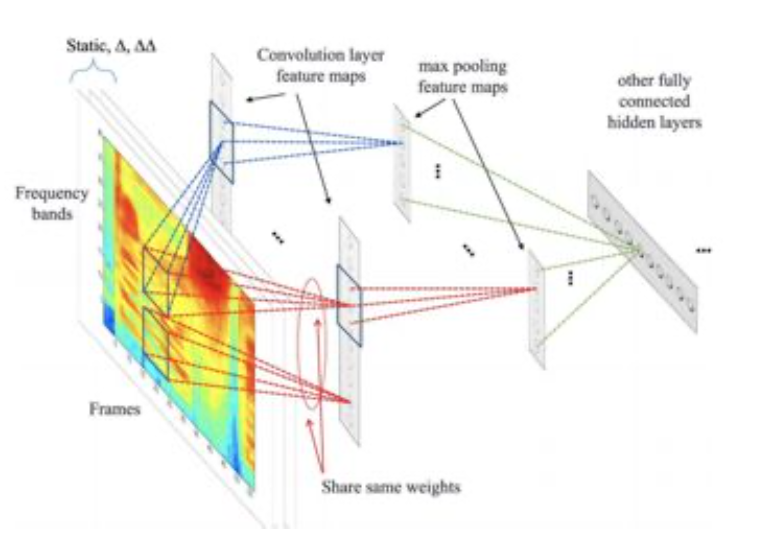 Static, Δ, ΔΔ
Convolution layer
feature maps
max pooling
feature maps
other fully
connected
hidden layers
Frequency
bands
Frames
Share same weights